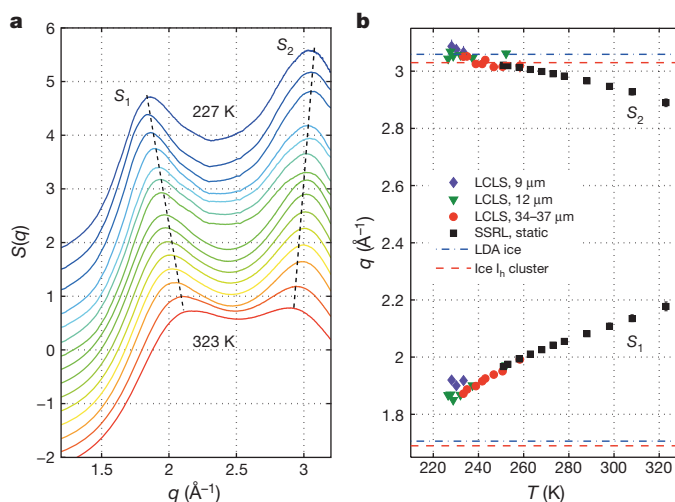 a
S(q)
6
5
4
3
2
1
0
−1
−2
S₁
S₂
227 K
323 K
1.5
2
2.5
3
q (Å⁻¹)
b
q (Å⁻¹)
3
2.8
2.6
2.4
2.2
2
1.8
S₂
LCLS, 9 μm
LCLS, 12 μm
LCLS, 34–37 μm
SSRL, static
LDA ice
Ice Iₕ cluster
S₁
220
240
260
280
300
320
T (K)